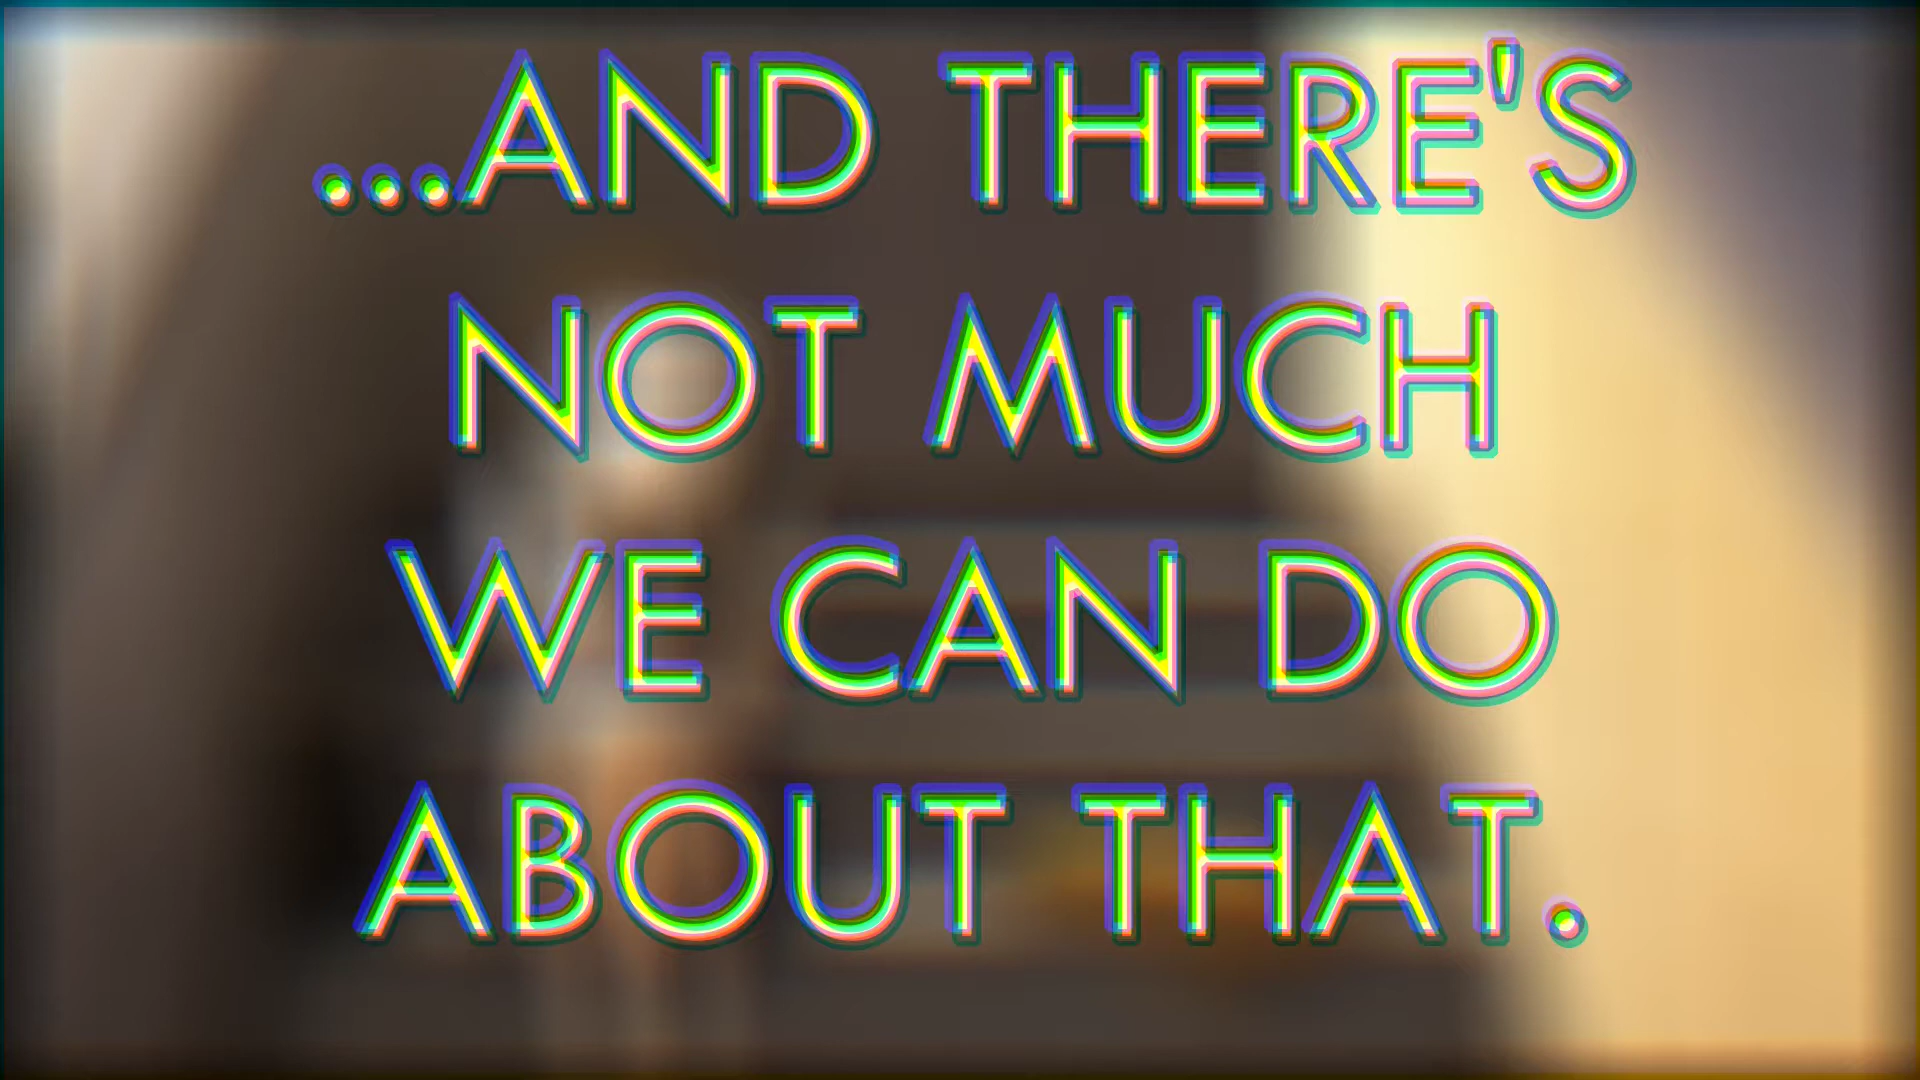 ...AND THERE'S
NOT MUCH
WE CAN DO
ABOUT THAT.